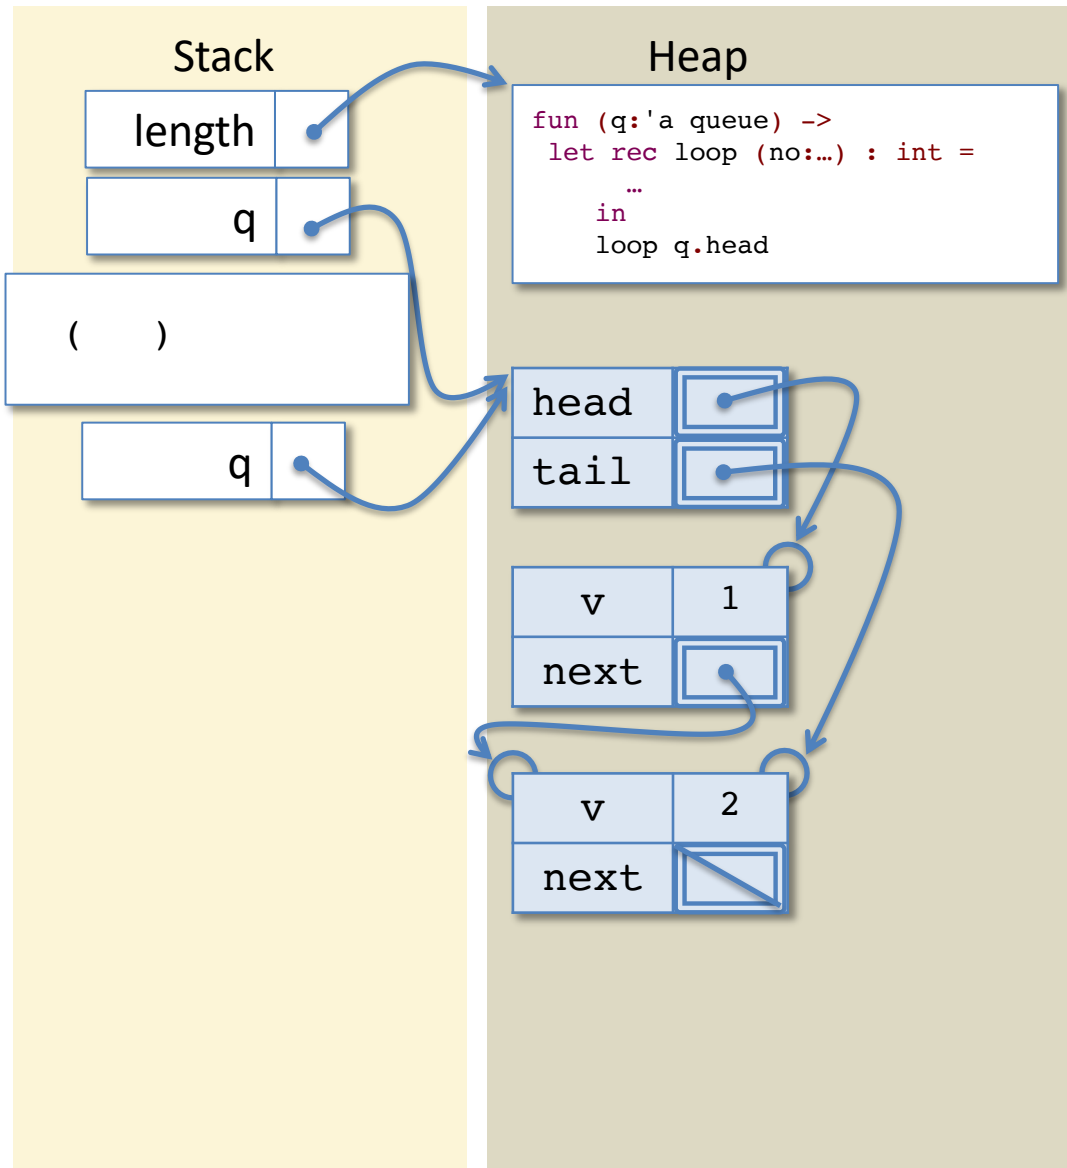 Stack
Heap
length
fun (q:'a queue) ->
let rec loop (no:…) : int =
…
in
loop q.head
q
( )
head
tail
q
v 1
next
v 2
next